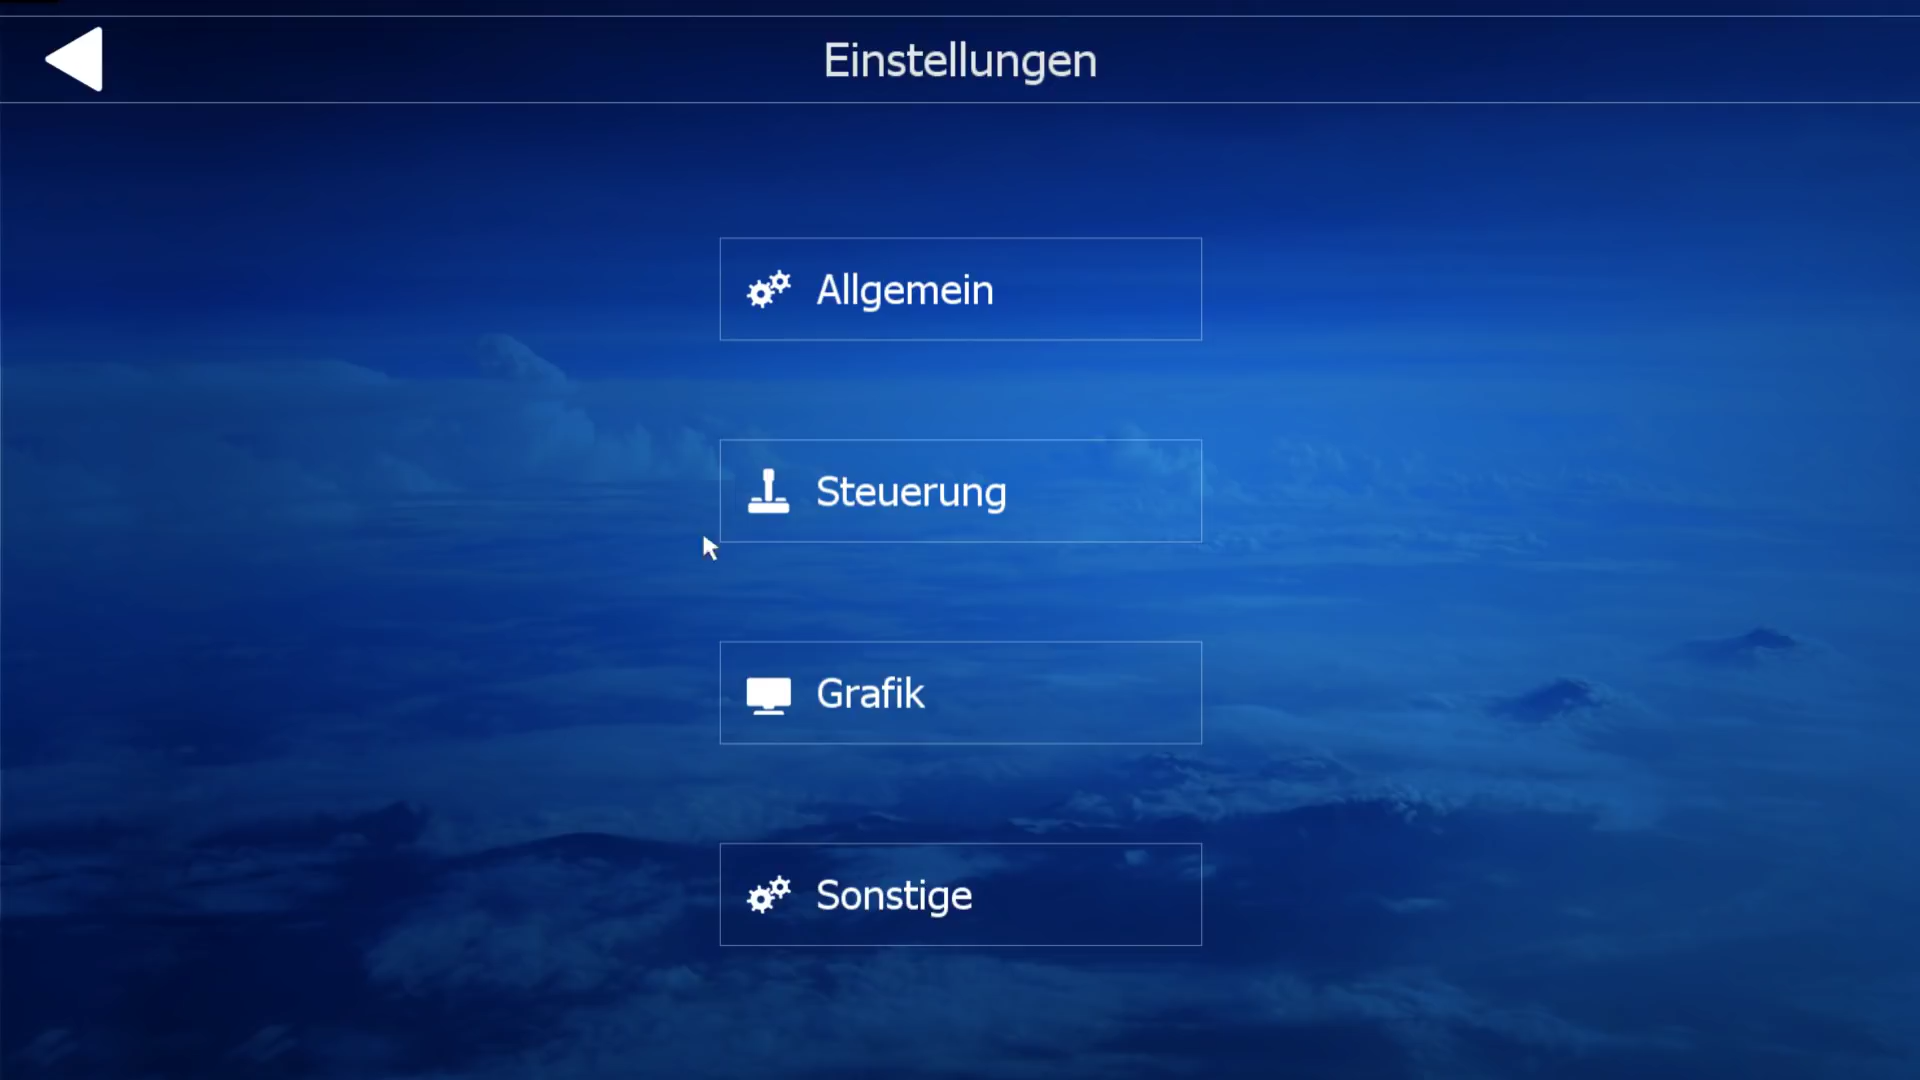 Einstellungen
Allgemein
Steuerung
Grafik
Sonstige